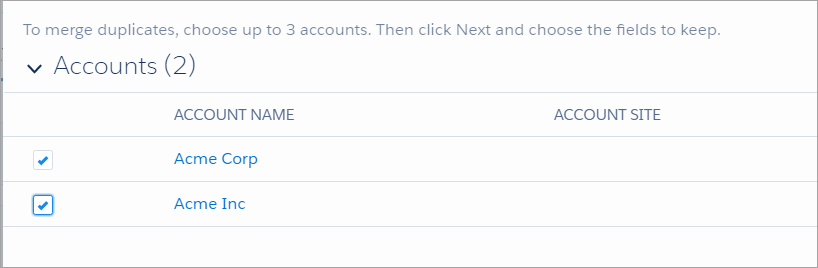 To merge duplicates, choose up to 3 accounts. Then click Next and choose the fields to keep.
Accounts (2)
ACCOUNT NAME ACCOUNT SITE
Acme Corp
Acme Inc